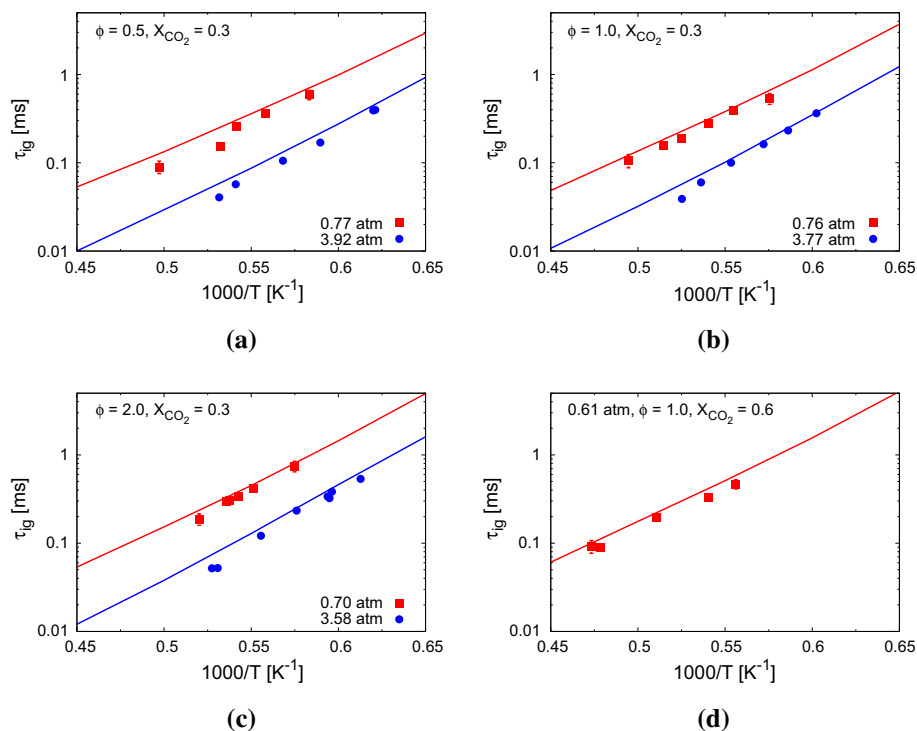 ϕ = 0.5, X_CO₂ = 0.3
τ_ig [ms]
1
0.1
0.01
0.77 atm
3.92 atm
0.45 0.5 0.55 0.6 0.65
1000/T [K⁻¹]
(a)
ϕ = 1.0, X_CO₂ = 0.3
τ_ig [ms]
1
0.1
0.01
0.76 atm
3.77 atm
0.45 0.5 0.55 0.6 0.65
1000/T [K⁻¹]
(b)
ϕ = 2.0, X_CO₂ = 0.3
τ_ig [ms]
1
0.1
0.01
0.70 atm
3.58 atm
0.45 0.5 0.55 0.6 0.65
1000/T [K⁻¹]
(c)
0.61 atm, ϕ = 1.0, X_CO₂ = 0.6
τ_ig [ms]
1
0.1
0.01
0.45 0.5 0.55 0.6 0.65
1000/T [K⁻¹]
(d)